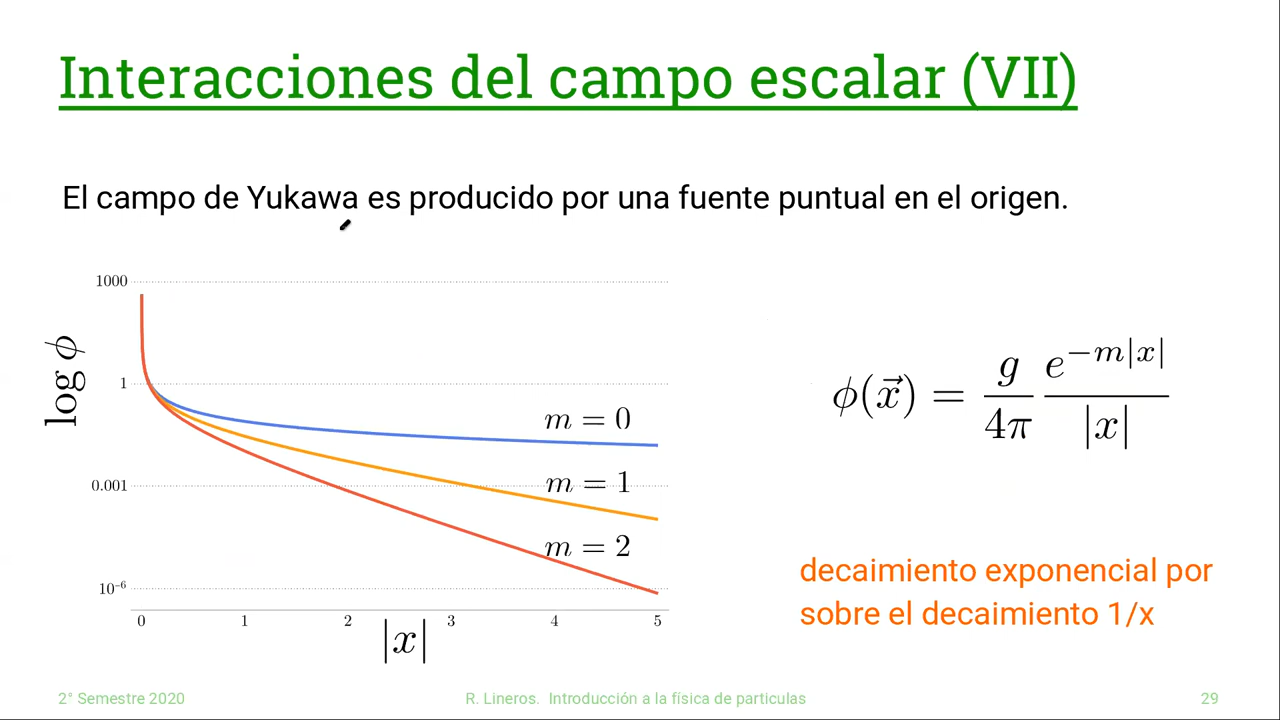 Interacciones del campo escalar (VII)
El campo de Yukawa es producido por una fuente puntual en el origen.
1000
1
0.001
10⁻⁶
log ϕ
m = 0
m = 1
m = 2
0 1 2 3 4 5
|x|
ϕ(x⃗) = g/4π e^{−m|x|}/|x|
decaimiento exponencial por
sobre el decaimiento 1/x
2° Semestre 2020
R. Lineros. Introducción a la física de particulas
29